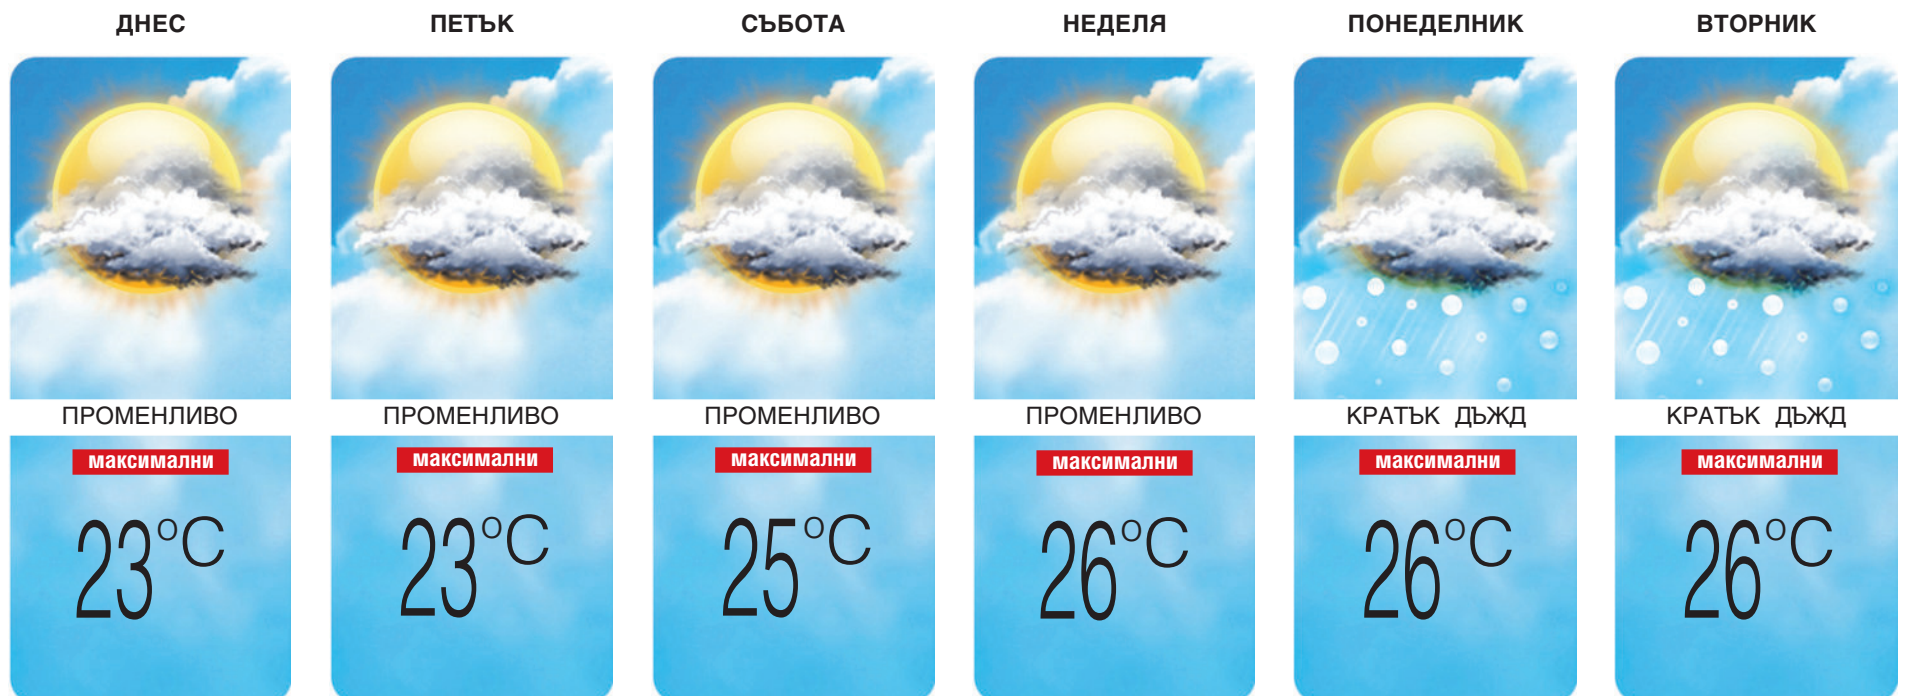 ДНЕС
ПЕТЪК
СЪБОТА
НЕДЕЛЯ
ПОНЕДЕЛНИК
ВТОРНИК
ПРОМЕНЛИВО
ПРОМЕНЛИВО
ПРОМЕНЛИВО
ПРОМЕНЛИВО
КРАТЪК ДЪЖД
КРАТЪК ДЪЖД
максимални
максимални
максимални
максимални
максимални
максимални
23°C
23°C
25°C
26°C
26°C
26°C